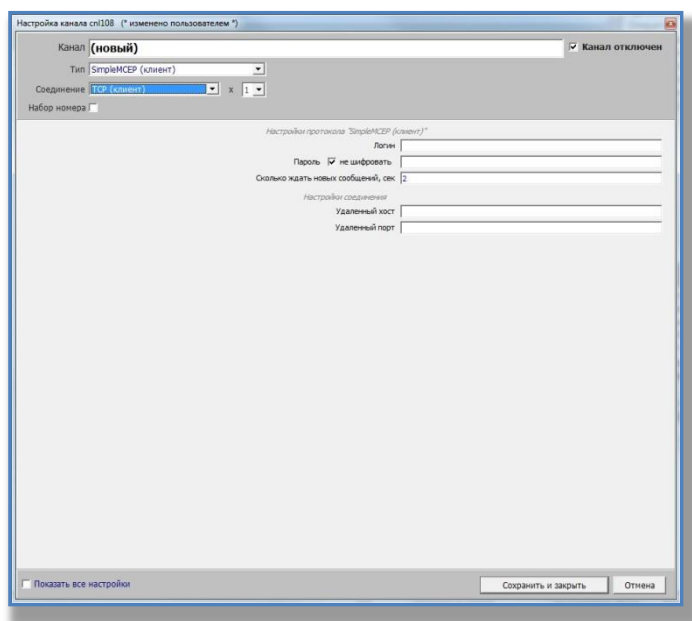 Настройка канала cnl108 (* изменено пользователем *)
Канал (новый) Канал отключен
Тип SimpleMCEP (клиент)
Соединение TCP (клиент) x 1
Набор номера
Настройки протокола "SimpleMCEP (клиент)"
Логин
Пароль не шифровать
Сколько ждать новых сообщений, сек 2
Настройки соединения
Удаленный хост
Удаленный порт
Показать все настройки Сохранить и закрыть Отмена